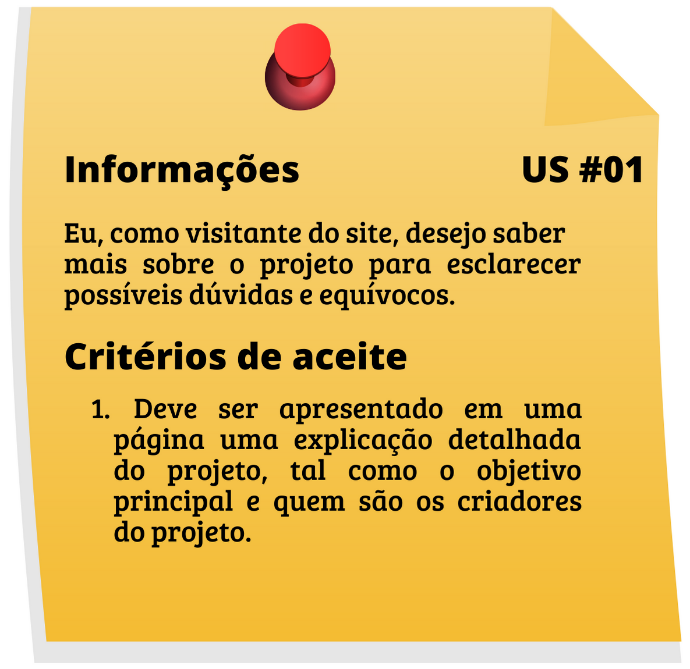 Informações US #01
Eu, como visitante do site, desejo saber
mais sobre o projeto para esclarecer
possíveis dúvidas e equívocos.
Critérios de aceite
1. Deve ser apresentado em uma
página uma explicação detalhada
do projeto, tal como o objetivo
principal e quem são os criadores
do projeto.